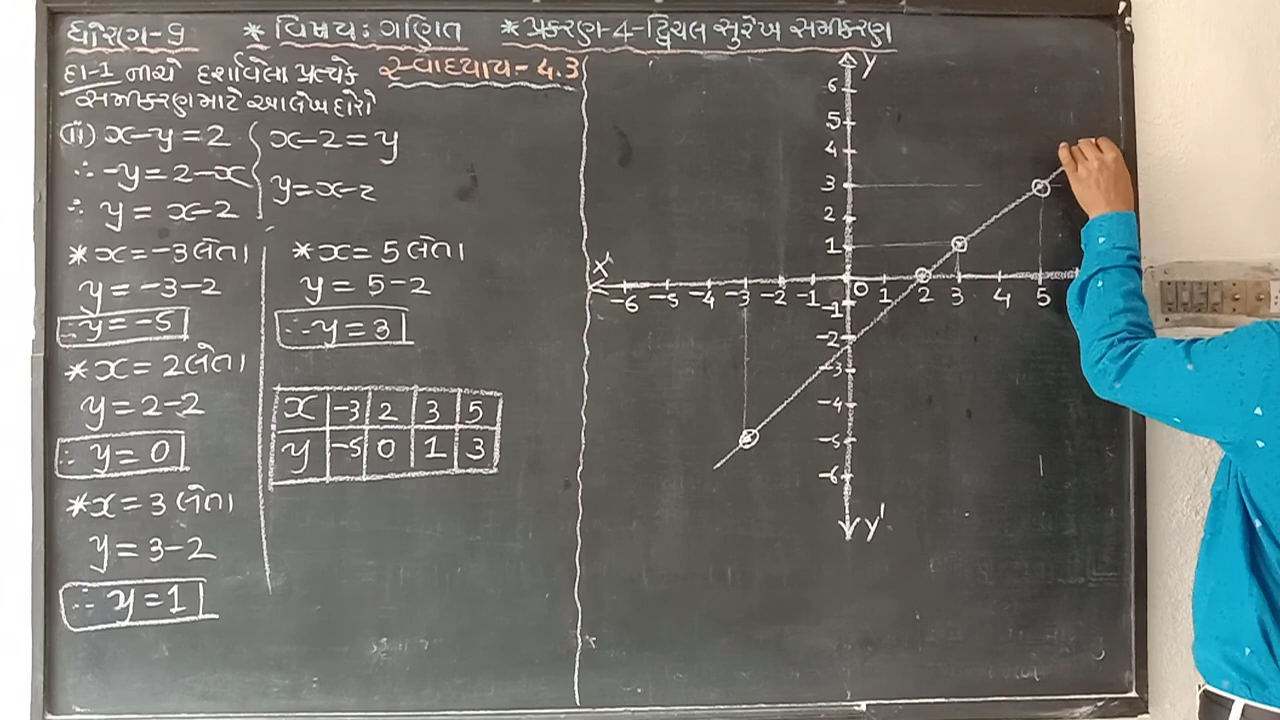 ધોરણ-9 * વિષય: ગણિત * પ્રકરણ-4-દ્વિચલ સુરેખ સમીકરણ
દા-1 નીચે દર્શાવેલા પ્રત્યેક સ્વાધ્યાય-4.3
સમીકરણ માટે આલેખ દોરો
(ii) x-y=2
∴ -y=2-x
∴ y = x-2
x-2=y
y=x-2
* x=-3 લેતા
y=-3-2
∴ y=-5
* x=2 લેતા
y=2-2
∴ y=0
* x=3 લેતા
y=3-2
∴ y=1
* x=5 લેતા
y=5-2
∴ y=3
x -3 2 3 5
y -5 0 1 3
Y
6
5
4
3
2
1
X'
-6 -5 -4 -3 -2 -1 0 1 2 3 4 5
-1
-2
-3
-4
-5
-6
Y'